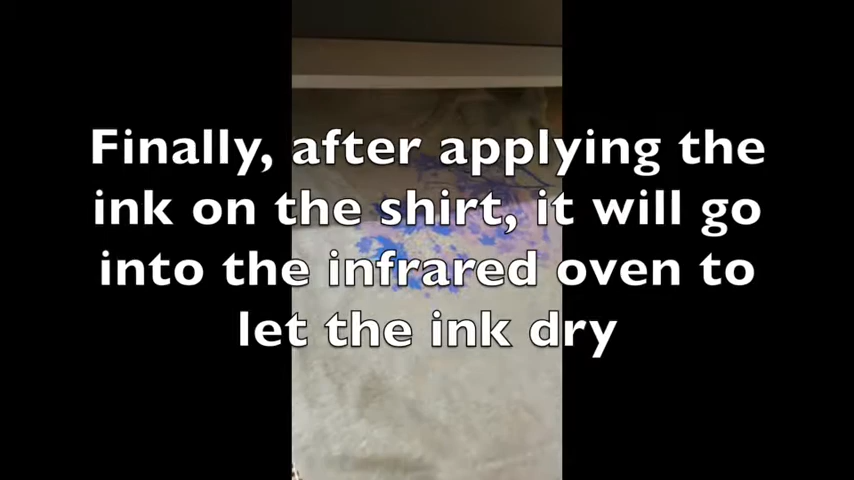 Finally, after applying the
ink on the shirt, it will go
into the infrared oven to
let the ink dry